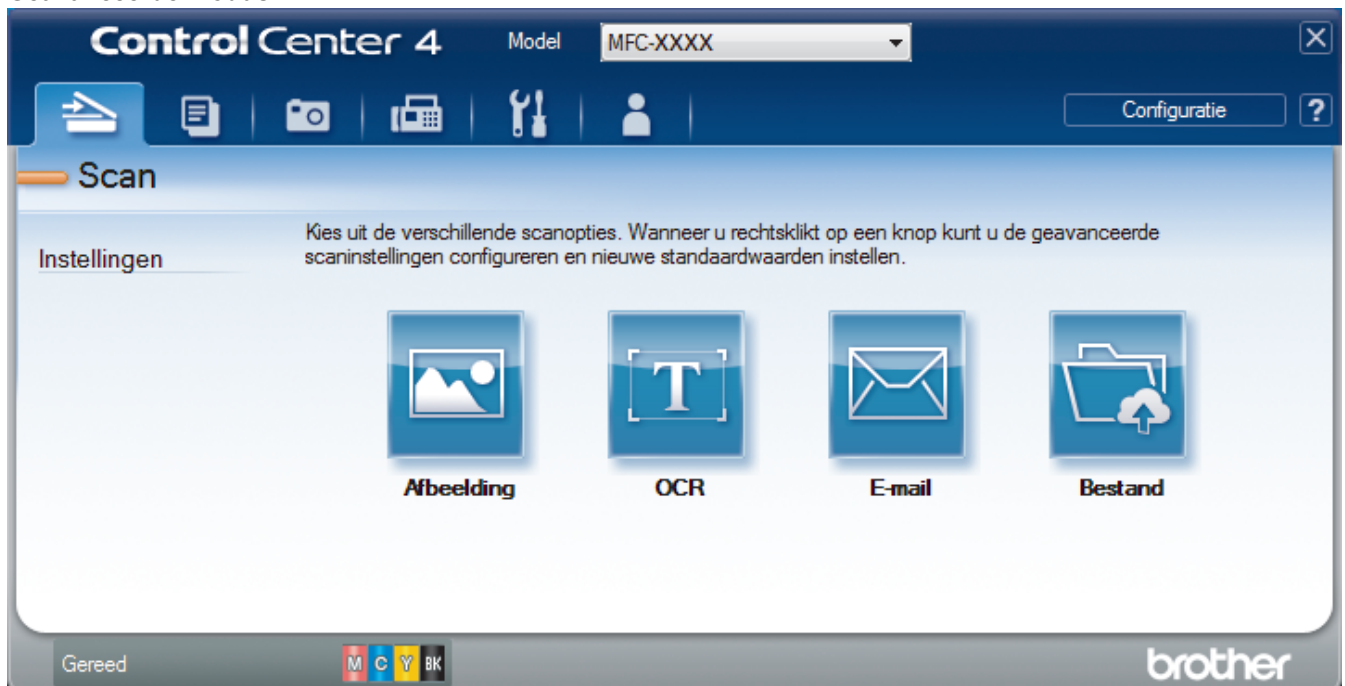 Control Center 4 Model MFC-XXXX
Configuratie ?
Scan
Instellingen
Kies uit de verschillende scanopties. Wanneer u rechtsklikt op een knop kunt u de geavanceerde
scaninstellingen configureren en nieuwe standaardwaarden instellen.
T
Afbeelding OCR E-mail Bestand
Gereed M C Y BK brother